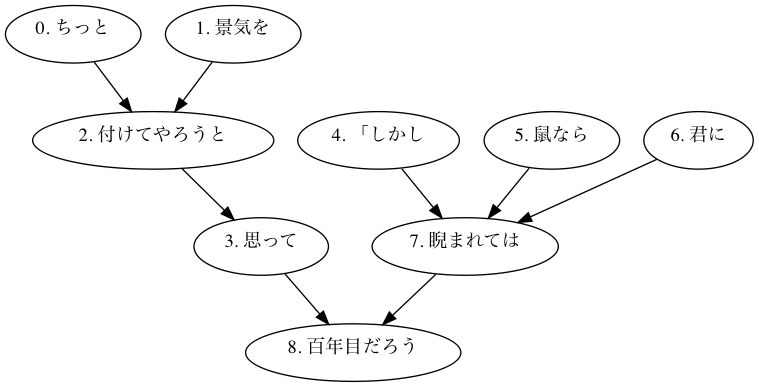 0. ちっと
1. 景気を
2. 付けてやろうと
4. 「しかし
5. 鼠なら
6. 君に
3. 思って
7. 睨まれては
8. 百年目だろう